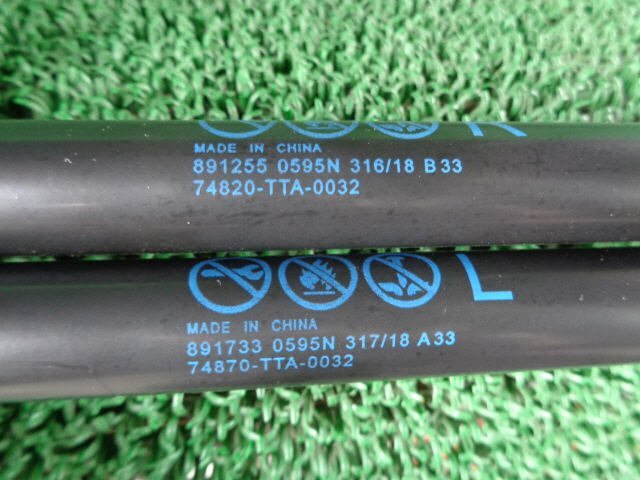 R
MADE IN CHINA
891255 0595N 316/18 B33
74820-TTA-0032
L
MADE IN CHINA
891733 0595N 317/18 A33
74870-TTA-0032